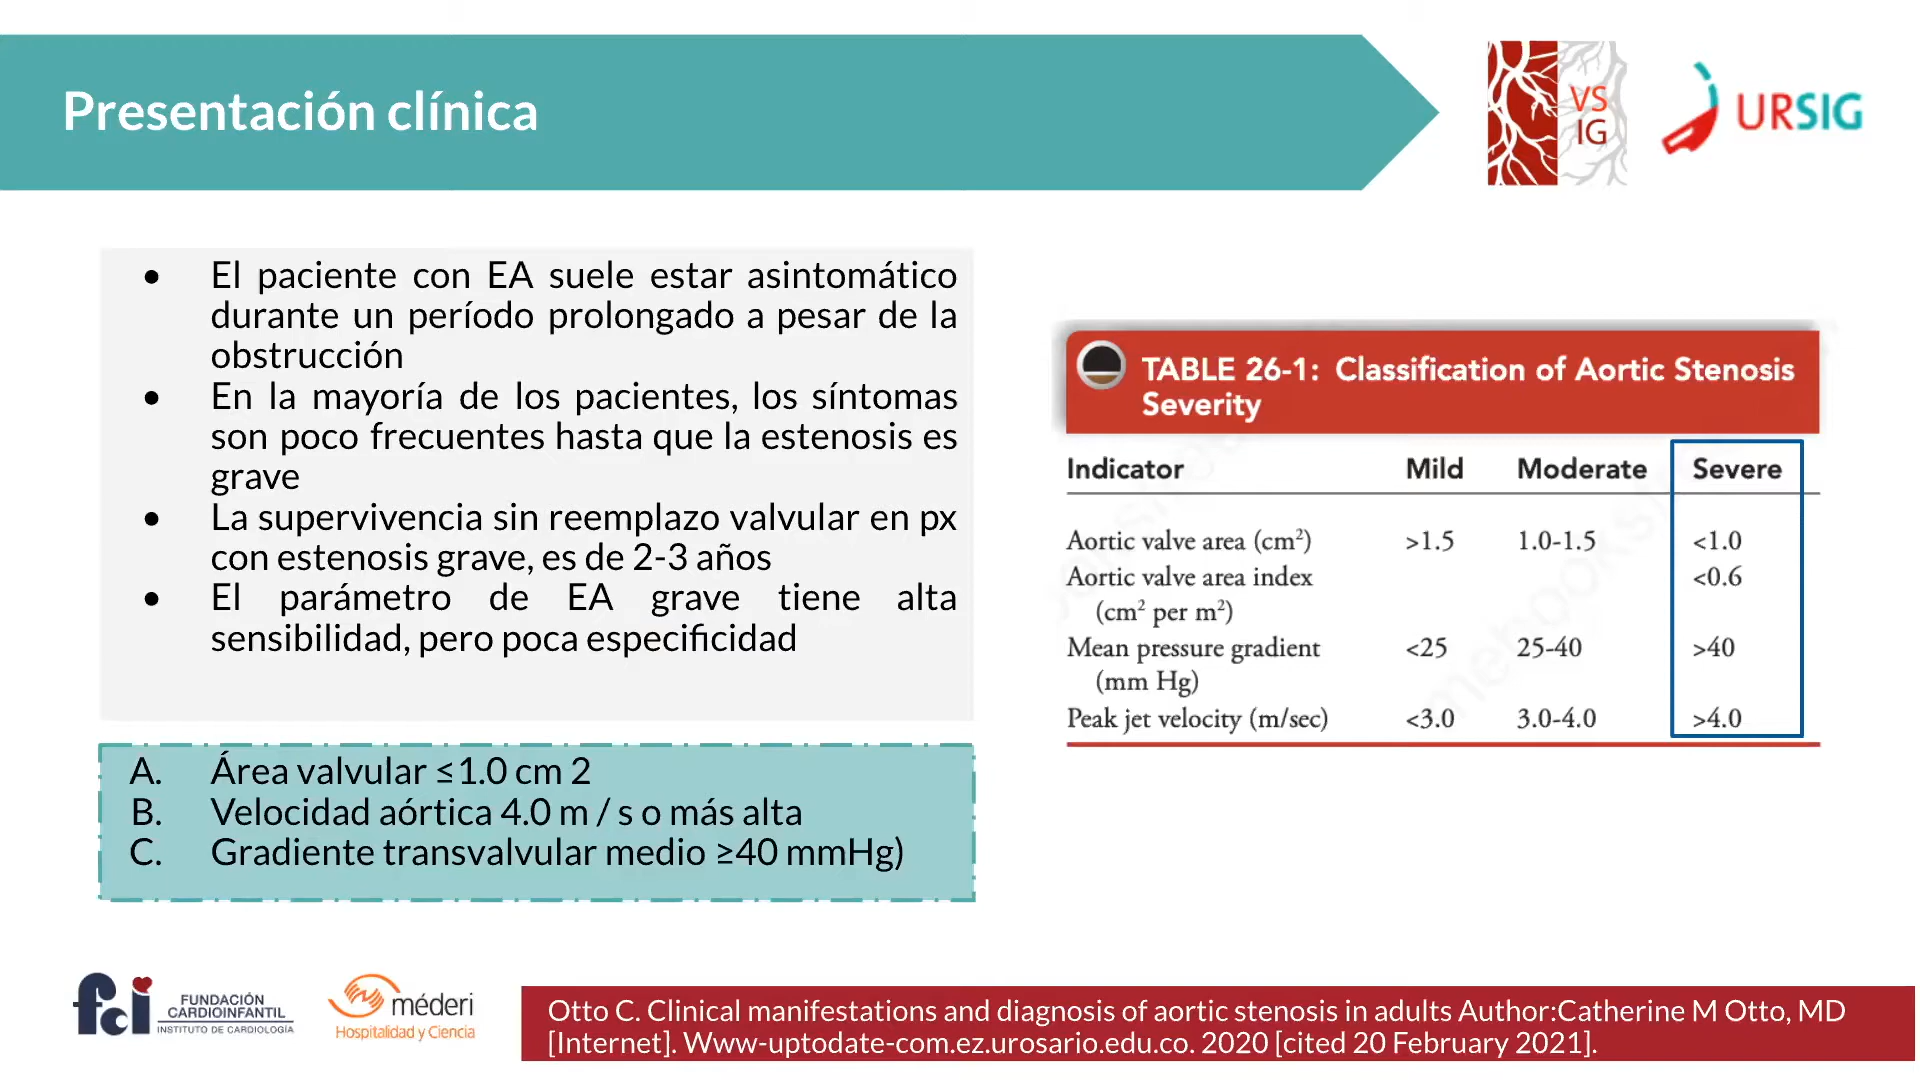 Presentación clínica
VS
IG
URSIG
● El paciente con EA suele estar asintomático
durante un período prolongado a pesar de la
obstrucción
● En la mayoría de los pacientes, los síntomas
son poco frecuentes hasta que la estenosis es
grave
● La supervivencia sin reemplazo valvular en px
con estenosis grave, es de 2-3 años
● El parámetro de EA grave tiene alta
sensibilidad, pero poca especificidad
A. Área valvular ≤1.0 cm 2
B. Velocidad aórtica 4.0 m / s o más alta
C. Gradiente transvalvular medio ≥40 mmHg)
TABLE 26-1: Classification of Aortic Stenosis
Severity
Indicator Mild Moderate Severe
Aortic valve area (cm²) >1.5 1.0-1.5 <1.0
Aortic valve area index <0.6
(cm² per m²)
Mean pressure gradient <25 25-40 >40
(mm Hg)
Peak jet velocity (m/sec) <3.0 3.0-4.0 >4.0
fci
FUNDACIÓN
CARDIOINFANTIL
INSTITUTO DE CARDIOLOGÍA
méderi
Hospitalidad y Ciencia
Otto C. Clinical manifestations and diagnosis of aortic stenosis in adults Author:Catherine M Otto, MD
[Internet]. Www-uptodate-com.ez.urosario.edu.co. 2020 [cited 20 February 2021].